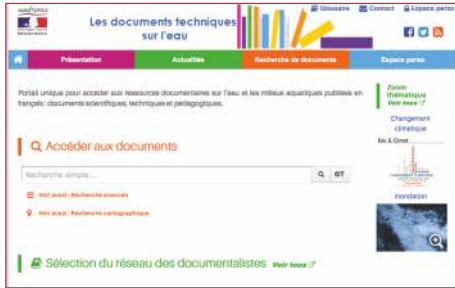 eaufrance
Glossaire Contact Espace perso
Les documents techniques
sur l'eau
Présentation Actualités Recherche de documents Espace perso
Portail unique pour accéder aux ressources documentaires sur l'eau et les milieux aquatiques publiées en
français : documents scientifiques, techniques et pédagogiques.
Zoom
thématique
Voir tous
Changement
climatique
Eau & Climat
Accéder aux documents
Recherche simple...
ET
Voir aussi : Recherche avancée
Voir aussi : Recherche cartographique
Inondation
Sélection du réseau des documentalistes Voir tous